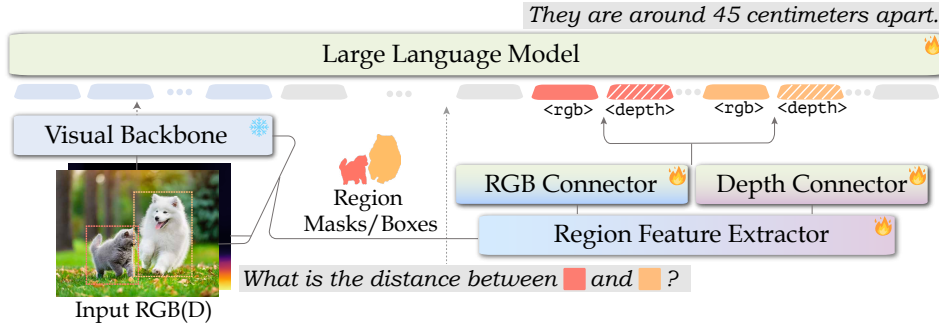 They are around 45 centimeters apart.
Large Language Model
<rgb> <depth> <rgb> <depth>
Visual Backbone
RGB Connector
Depth Connector
Region
Masks/Boxes
Region Feature Extractor
What is the distance between and ?
Input RGB(D)